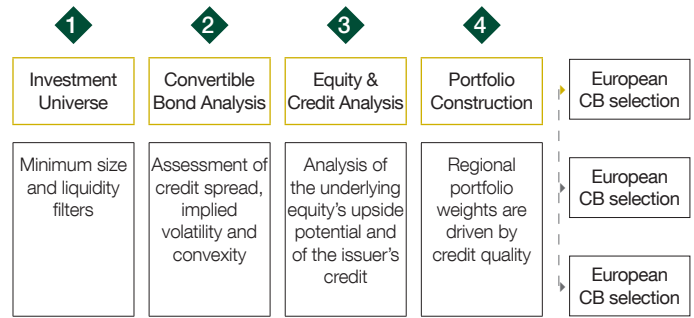 1
2
3
4
Investment
Universe
Convertible
Bond Analysis
Equity &
Credit Analysis
Portfolio
Construction
Minimum size
and liquidity
filters
Assessment of
credit spread,
implied
volatility and
convexity
Analysis of
the underlying
equity's upside
potential and
of the issuer's
credit
Regional
portfolio
weights are
driven by
credit quality
European
CB selection
European
CB selection
European
CB selection